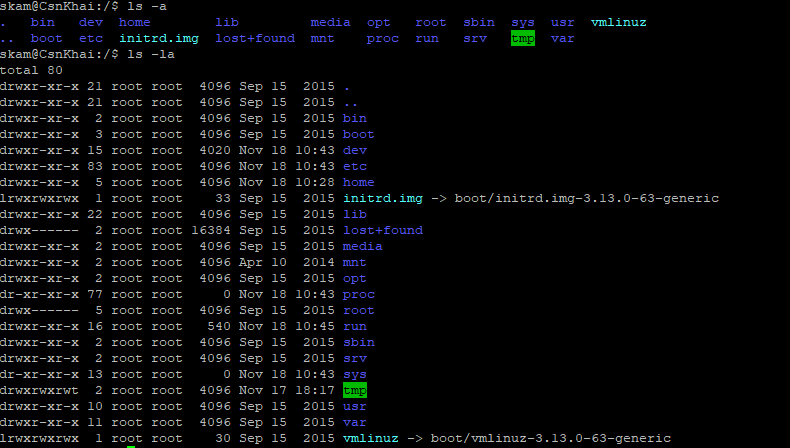 skam@CsnKhai:/$ ls -a
.   bin   dev  home        lib         media  opt   root  sbin  sys  usr  vmlinuz
..  boot  etc  initrd.img  lost+found  mnt    proc  run   srv   tmp  var
skam@CsnKhai:/$ ls -la
total 80
drwxr-xr-x 21 root root  4096 Sep 15  2015 .
drwxr-xr-x 21 root root  4096 Sep 15  2015 ..
drwxr-xr-x  2 root root  4096 Sep 15  2015 bin
drwxr-xr-x  3 root root  4096 Sep 15  2015 boot
drwxr-xr-x 15 root root  4020 Nov 18 10:43 dev
drwxr-xr-x 83 root root  4096 Nov 18 10:43 etc
drwxr-xr-x  5 root root  4096 Nov 18 10:28 home
lrwxrwxrwx  1 root root    33 Sep 15  2015 initrd.img -> boot/initrd.img-3.13.0-63-generic
drwxr-xr-x 22 root root  4096 Sep 15  2015 lib
drwx------  2 root root 16384 Sep 15  2015 lost+found
drwxr-xr-x  2 root root  4096 Sep 15  2015 media
drwxr-xr-x  2 root root  4096 Apr 10  2014 mnt
drwxr-xr-x  2 root root  4096 Sep 15  2015 opt
dr-xr-xr-x 77 root root     0 Nov 18 10:43 proc
drwx------  5 root root  4096 Sep 15  2015 root
drwxr-xr-x 16 root root   540 Nov 18 10:45 run
drwxr-xr-x  2 root root  4096 Sep 15  2015 sbin
drwxr-xr-x  2 root root  4096 Sep 15  2015 srv
dr-xr-xr-x 13 root root     0 Nov 18 10:43 sys
drwxrwxrwt  2 root root  4096 Nov 17 18:17 tmp
drwxr-xr-x 10 root root  4096 Sep 15  2015 usr
drwxr-xr-x 11 root root  4096 Sep 15  2015 var
lrwxrwxrwx  1 root root    30 Sep 15  2015 vmlinuz -> boot/vmlinuz-3.13.0-63-generic